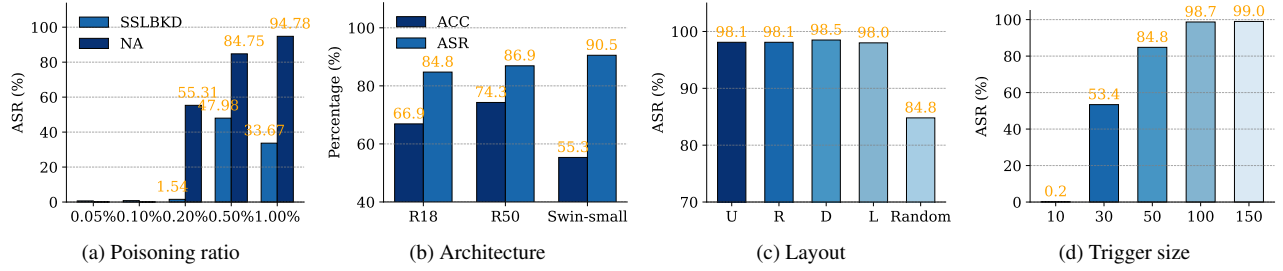 SSLBKD
NA
94.78
84.75
55.31
47.98
33.67
1.54
ASR (%)
100
80
60
40
20
0
0.05% 0.10% 0.20% 0.50% 1.00%
(a) Poisoning ratio
ACC
ASR
66.9
84.8
74.3
86.9
55.3
90.5
Percentage (%)
100
80
60
40
R18 R50 Swin-small
(b) Architecture
98.1 98.1 98.5 98.0 84.8
ASR (%)
100
90
80
70
U R D L Random
(c) Layout
0.2 53.4 84.8 98.7 99.0
ASR (%)
100
80
60
40
20
0
10 30 50 100 150
(d) Trigger size